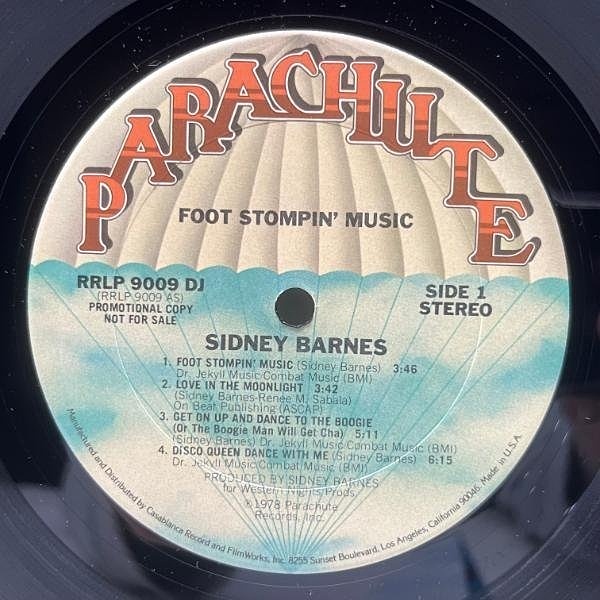 PARACHUTE
FOOT STOMPIN' MUSIC
RRLP 9009 DJ
(RRLP 9009 AS)
PROMOTIONAL COPY
NOT FOR SALE
SIDE 1
STEREO
SIDNEY BARNES
1. FOOT STOMPIN' MUSIC (Sidney Barnes) 3:46
Dr. Jekyll Music/Combat Music (BMI)
2. LOVE IN THE MOONLIGHT 3:42
(Sidney Barnes-Renee M. Sabala)
On Beat Publishing (ASCAP)
3. GET ON UP AND DANCE TO THE BOOGIE
(Or The Boogie Man Will Get Cha) 5:11
(Sidney Barnes) Dr. Jekyll Music/Combat Music (BMI)
4. DISCO QUEEN DANCE WITH ME (Sidney Barnes) 6:15
Dr. Jekyll Music/Combat Music (BMI)
PRODUCED BY SIDNEY BARNES
for Western Nights Prods.
℗1978 Parachute
Records, Inc.
Manufactured and Distributed by Casablanca Record and FilmWorks, Inc. 8255 Sunset Boulevard, Los Angeles, California 90046. Made in U.S.A.